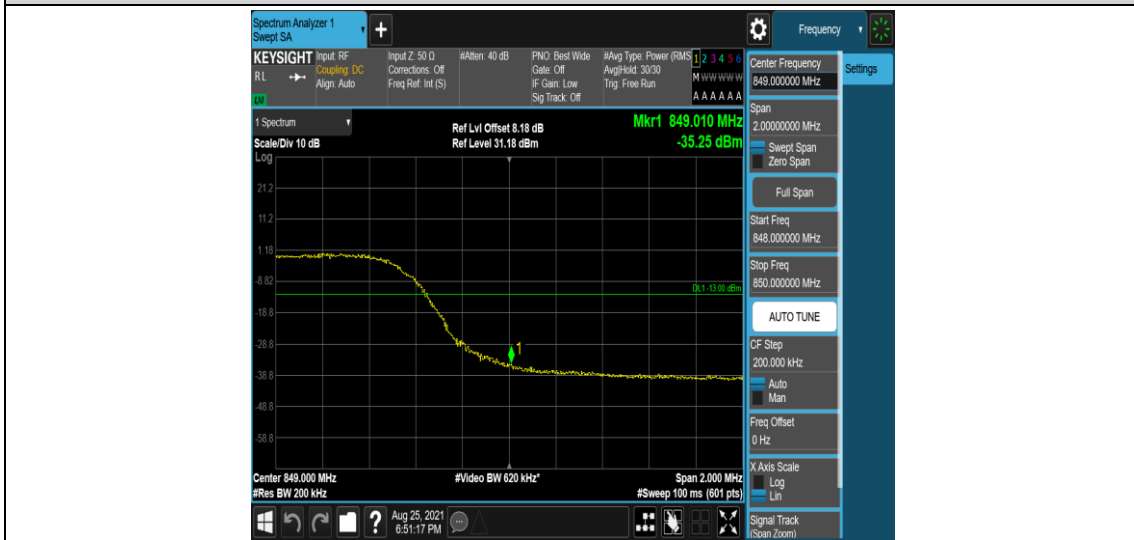 Spectrum Analyzer 1
Swept SA
+
Frequency
KEYSIGHT
RL
Input: RF
Coupling: DC
Align: Auto
Input Z: 50 Ω
Corrections: Off
Freq Ref: Int (S)
#Atten: 40 dB
PNO: Best Wide
Gate: Off
IF Gain: Low
Sig Track: Off
#Avg Type: Power (RMS
Avg|Hold: 30/30
Trig: Free Run
1 2 3 4 5 6
M W W W W W
A A A A A A
1 Spectrum
Scale/Div 10 dB
Log
Ref Lvl Offset 8.18 dB
Ref Level 31.18 dBm
Mkr1 849.010 MHz
-35.25 dBm
21.2
11.2
1.18
-8.82
-18.8
-28.8
-38.8
-48.8
-58.8
DL1 -13.00 dBm
1
Center 849.000 MHz
#Res BW 200 kHz
#Video BW 620 kHz*
Span 2.000 MHz
#Sweep 100 ms (601 pts)
Center Frequency
849.000000 MHz
Settings
Span
2.00000000 MHz
Swept Span
Zero Span
Full Span
Start Freq
848.000000 MHz
Stop Freq
850.000000 MHz
AUTO TUNE
CF Step
200.000 kHz
Auto
Man
Freq Offset
0 Hz
X Axis Scale
Log
Lin
Signal Track
(Span Zoom)
?
Aug 25, 2021
6:51:17 PM